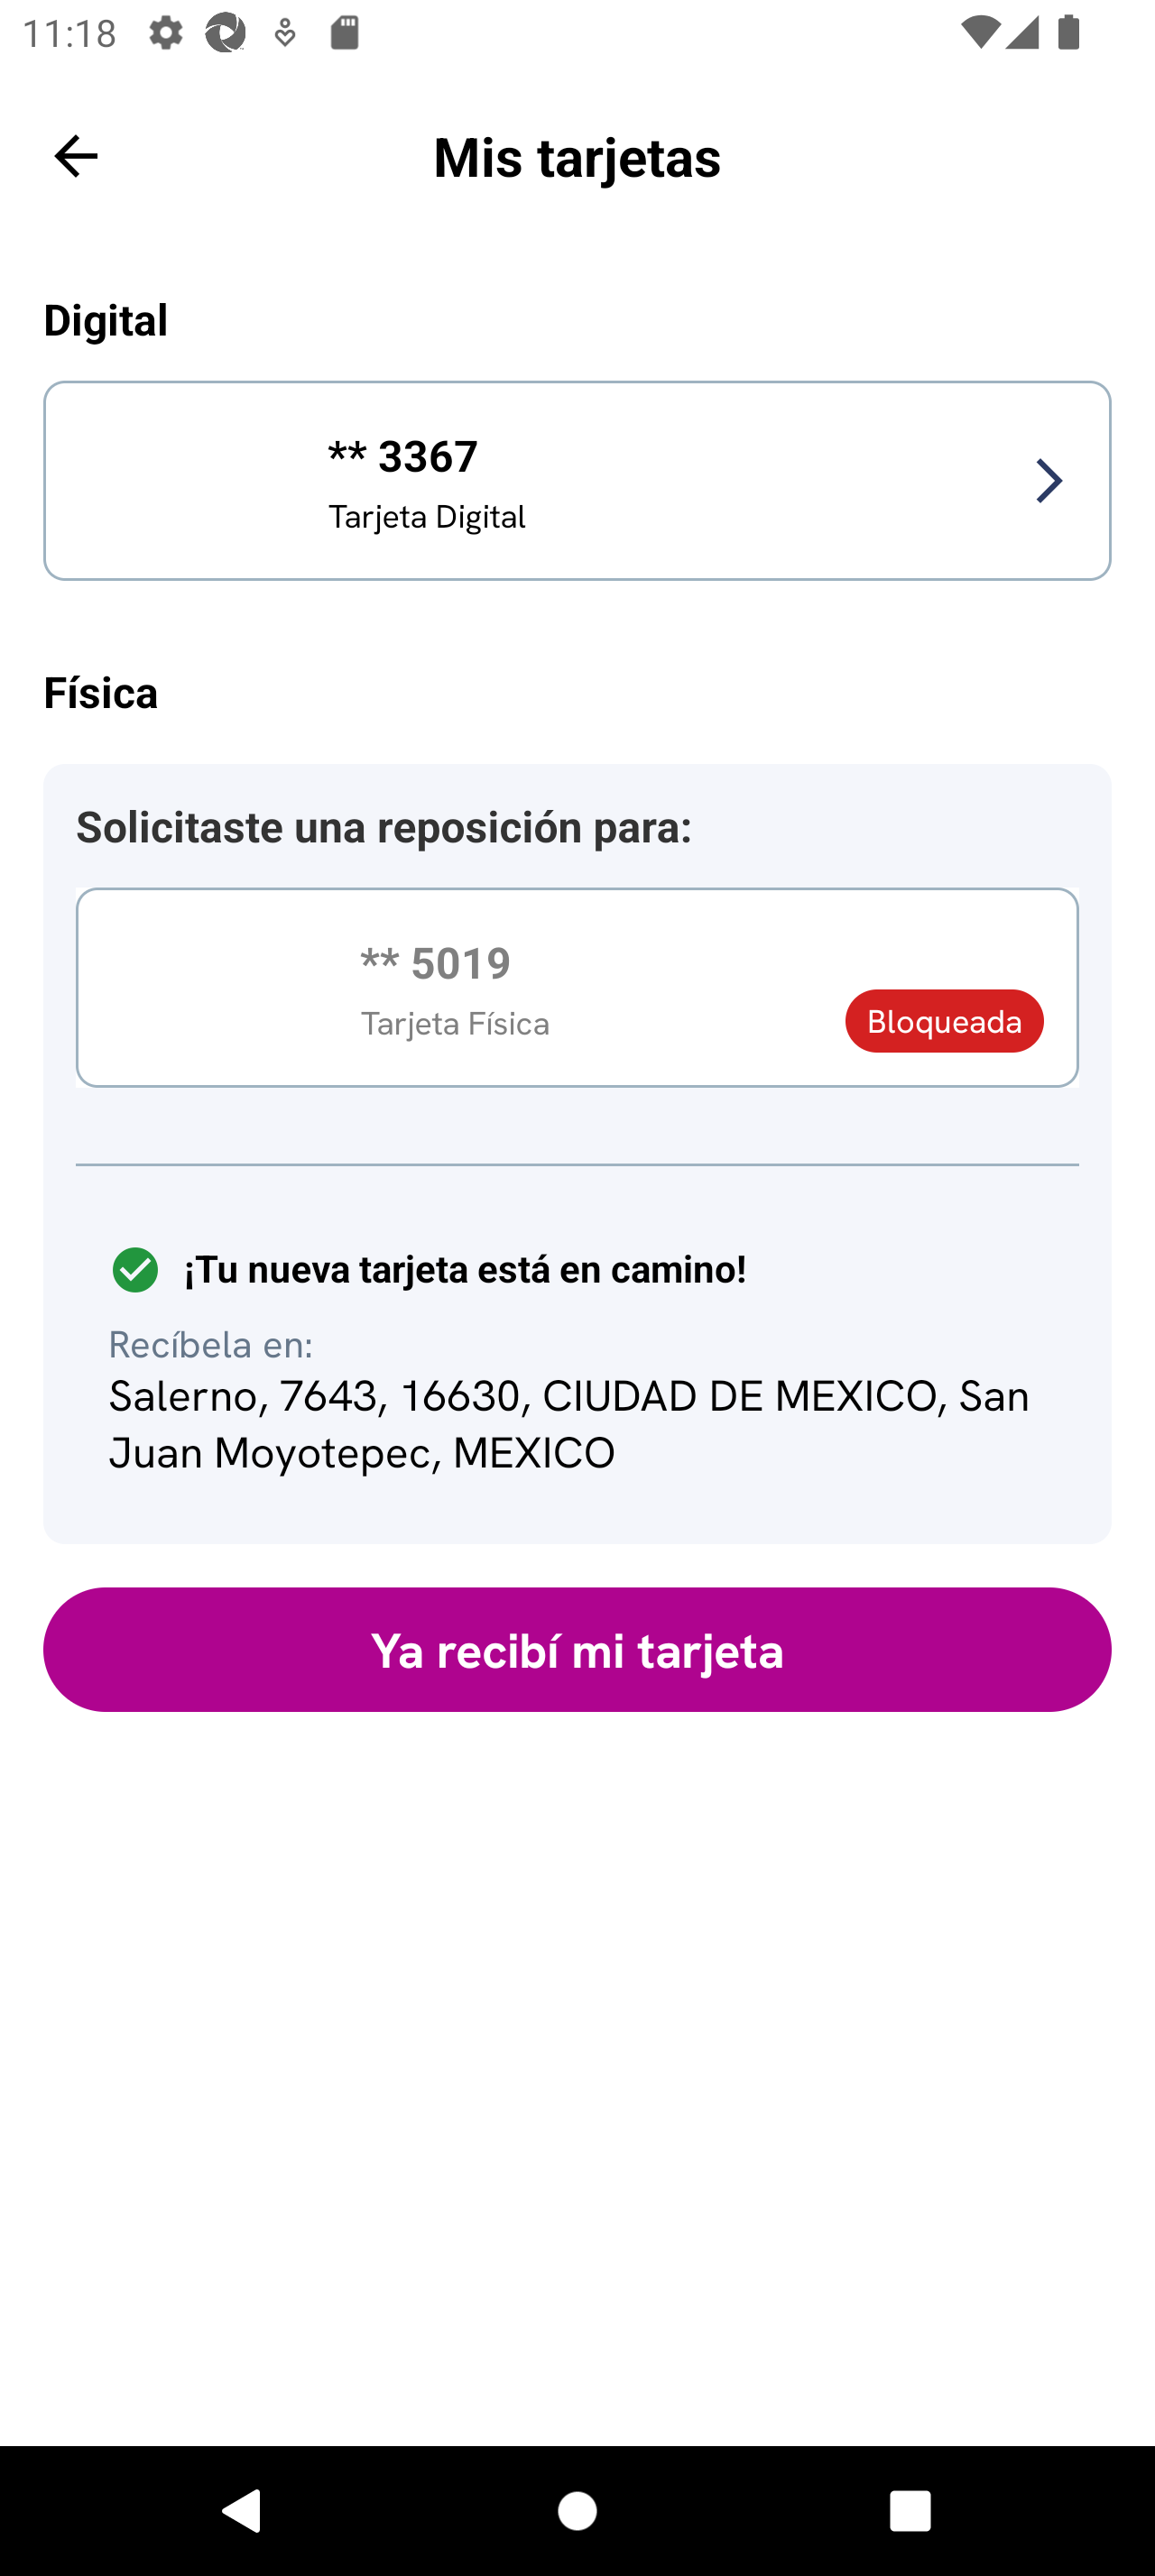 11:18
Mis tarjetas
Digital
** 3367
Tarjeta Digital
Física
Solicitaste una reposición para:
** 5019
Tarjeta Física
Bloqueada
¡Tu nueva tarjeta está en camino!
Recíbela en:
Salerno, 7643, 16630, CIUDAD DE MEXICO, San
Juan Moyotepec, MEXICO
Ya recibí mi tarjeta